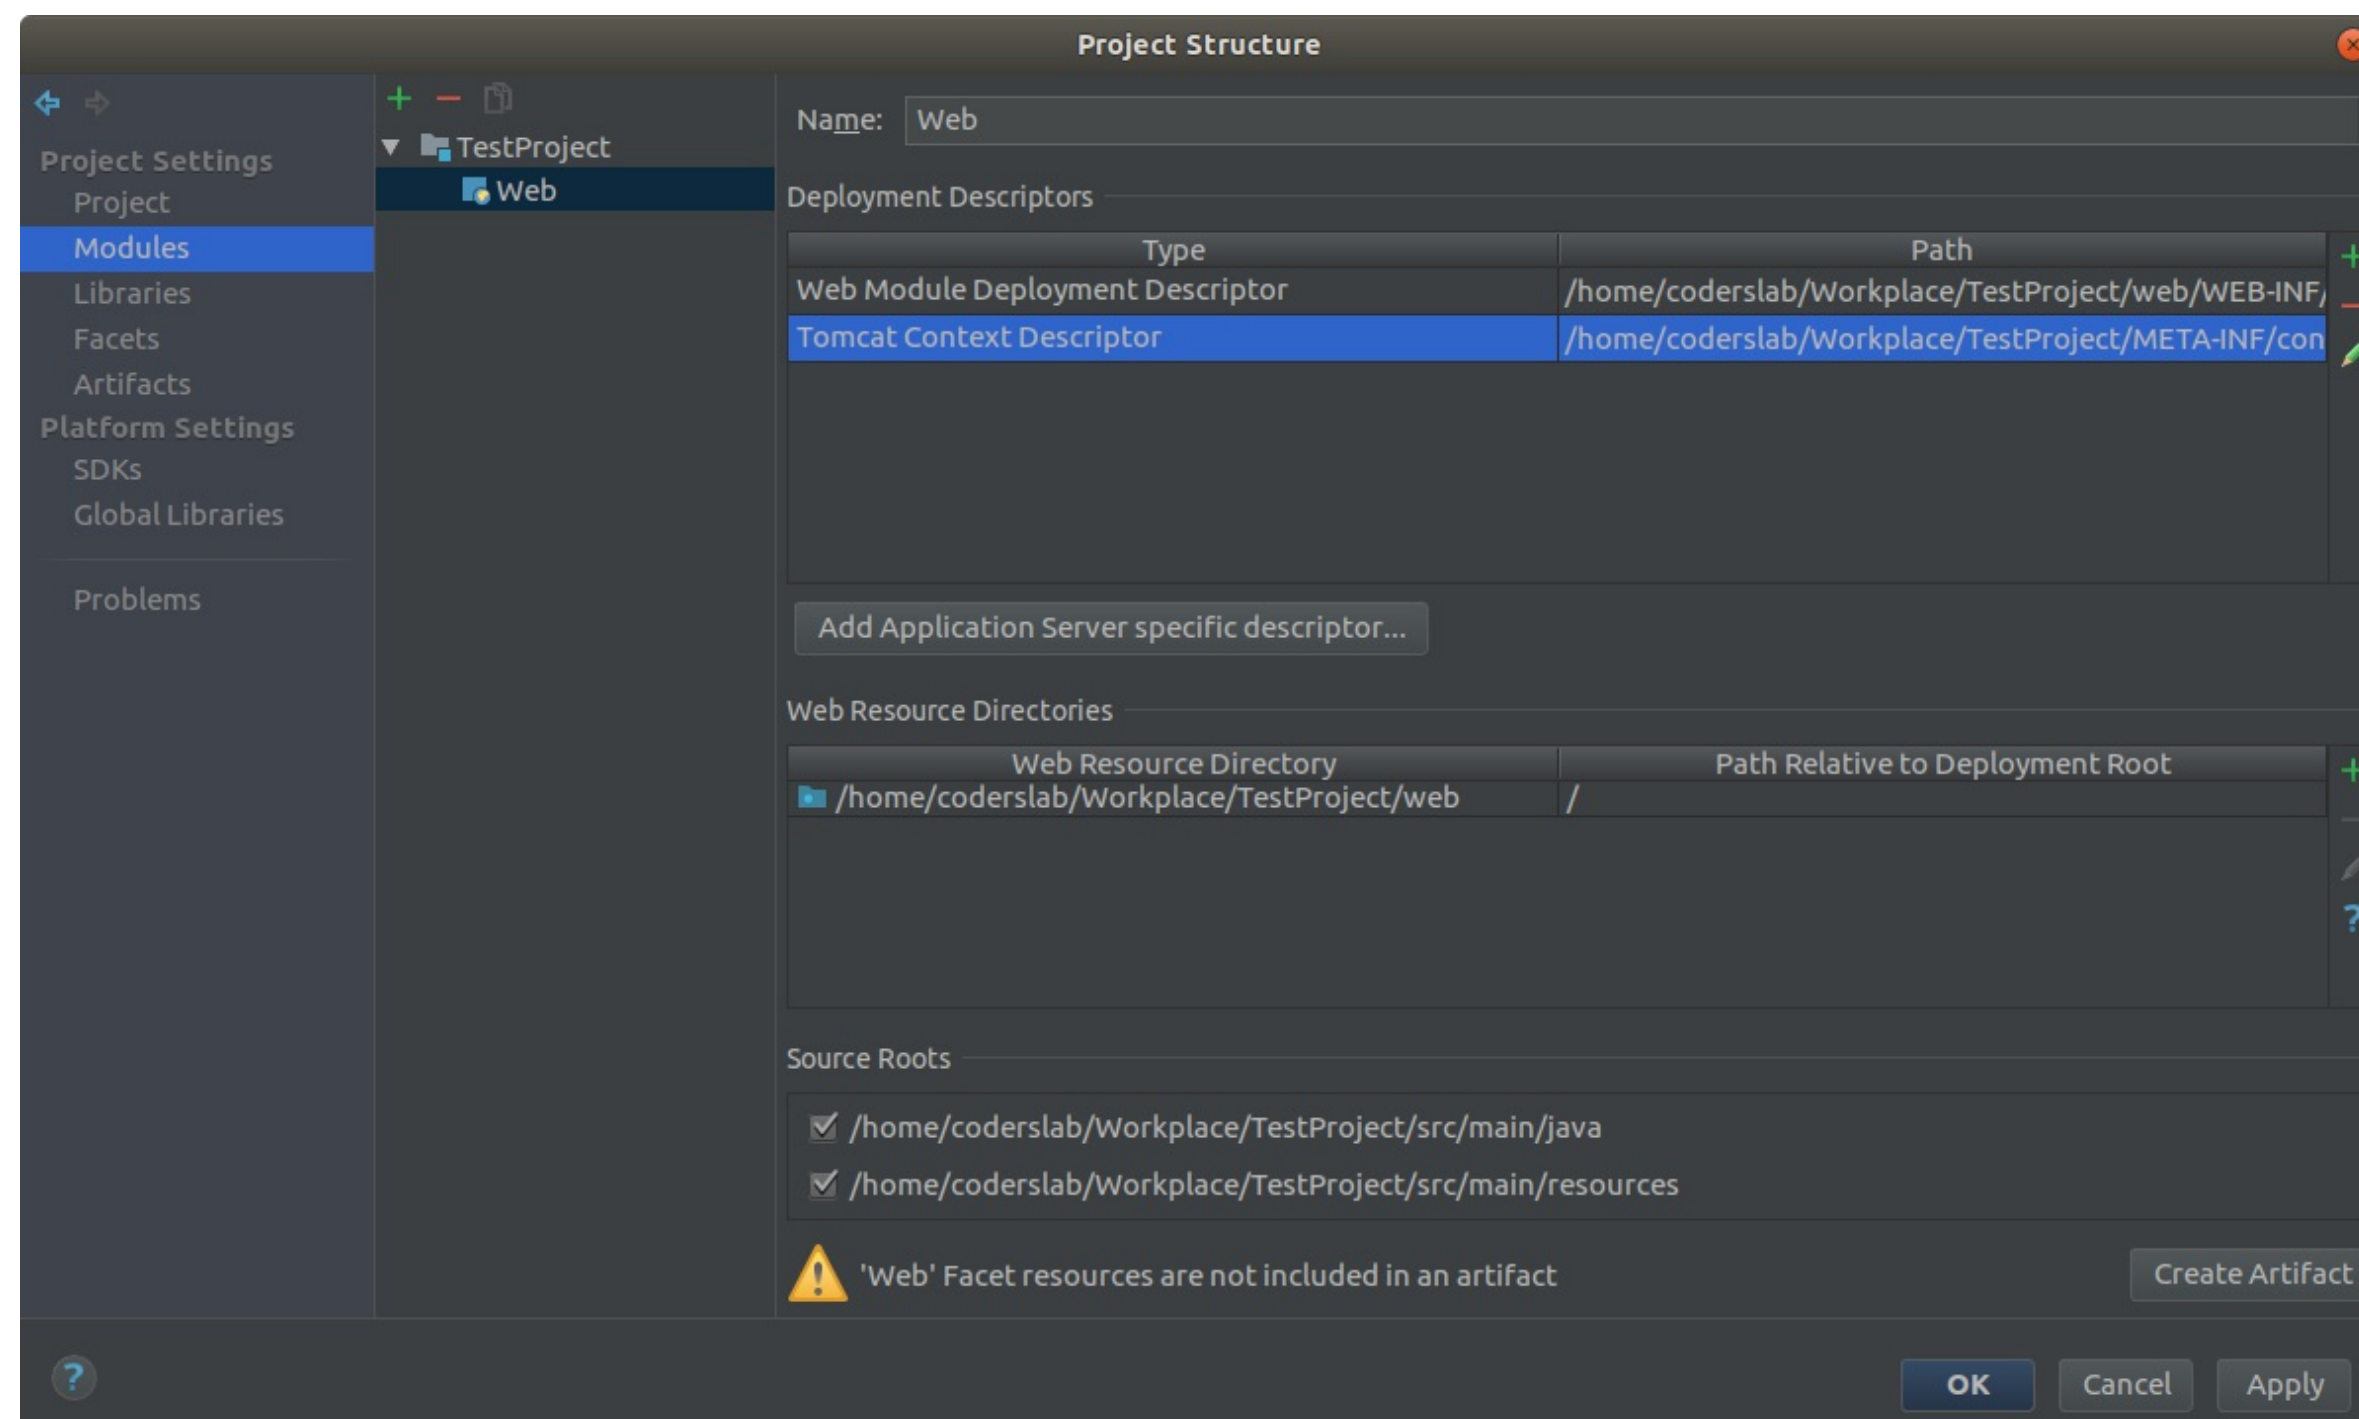 Project Structure
Project Settings
Project
Modules
Libraries
Facets
Artifacts
Platform Settings
SDKs
Global Libraries
Problems
TestProject
Web
Name: Web
Deployment Descriptors
Type Path
Web Module Deployment Descriptor /home/coderslab/Workplace/TestProject/web/WEB-INF/
Tomcat Context Descriptor /home/coderslab/Workplace/TestProject/META-INF/con
Add Application Server specific descriptor...
Web Resource Directories
Web Resource Directory Path Relative to Deployment Root
/home/coderslab/Workplace/TestProject/web /
Source Roots
/home/coderslab/Workplace/TestProject/src/main/java
/home/coderslab/Workplace/TestProject/src/main/resources
'Web' Facet resources are not included in an artifact Create Artifact
? OK Cancel Apply